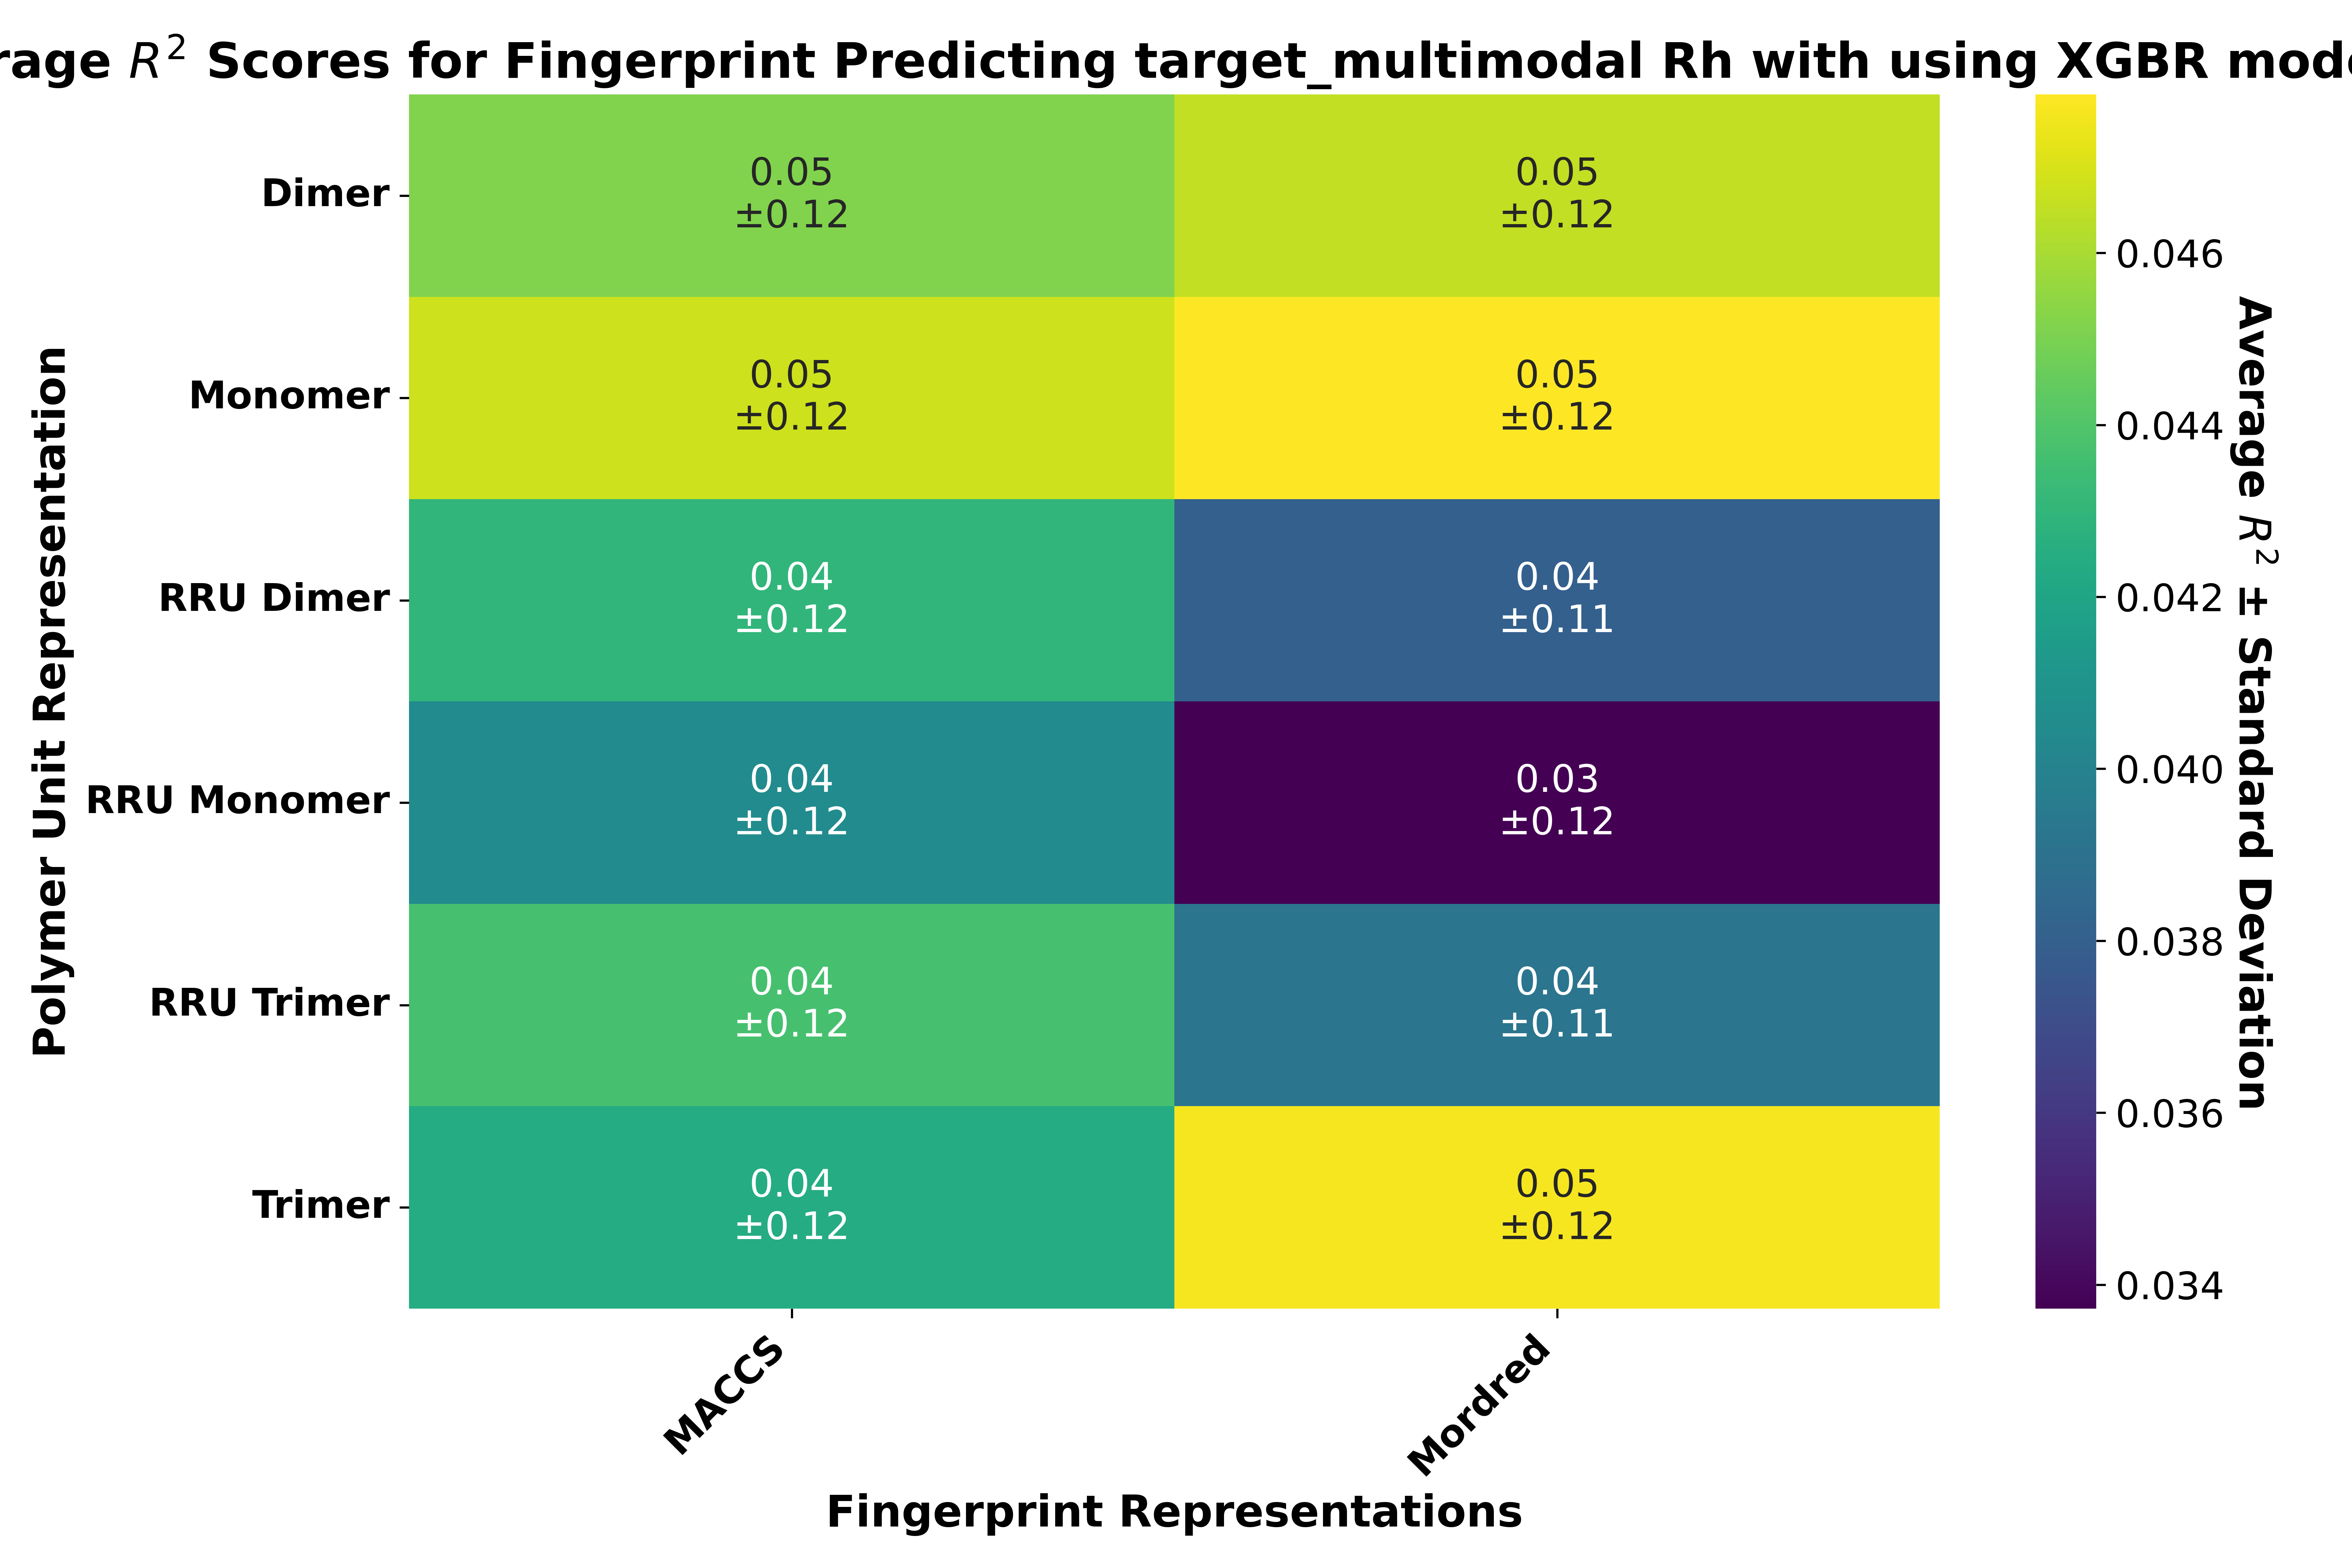 rage R² Scores for Fingerprint Predicting target_multimodal Rh with using XGBR mod
Dimer
0.05
±0.12
0.05
±0.12
Monomer
0.05
±0.12
0.05
±0.12
RRU Dimer
0.04
±0.12
0.04
±0.11
RRU Monomer
0.04
±0.12
0.03
±0.12
RRU Trimer
0.04
±0.12
0.04
±0.11
Trimer
0.04
±0.12
0.05
±0.12
Polymer Unit Representation
MACCS
Mordred
Fingerprint Representations
0.046
0.044
0.042
0.040
0.038
0.036
0.034
Average R² ± Standard Deviation